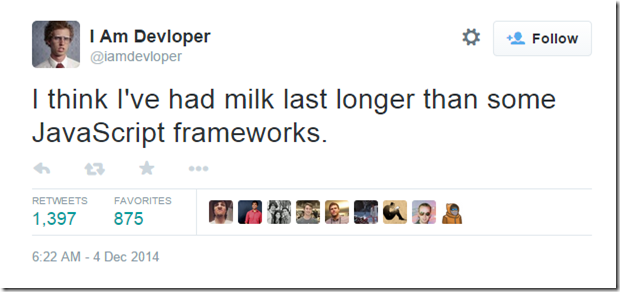 I Am Devloper
@iamdevloper
Follow
I think I've had milk last longer than some
JavaScript frameworks.
RETWEETS
FAVORITES
1,397
875
6:22 AM - 4 Dec 2014